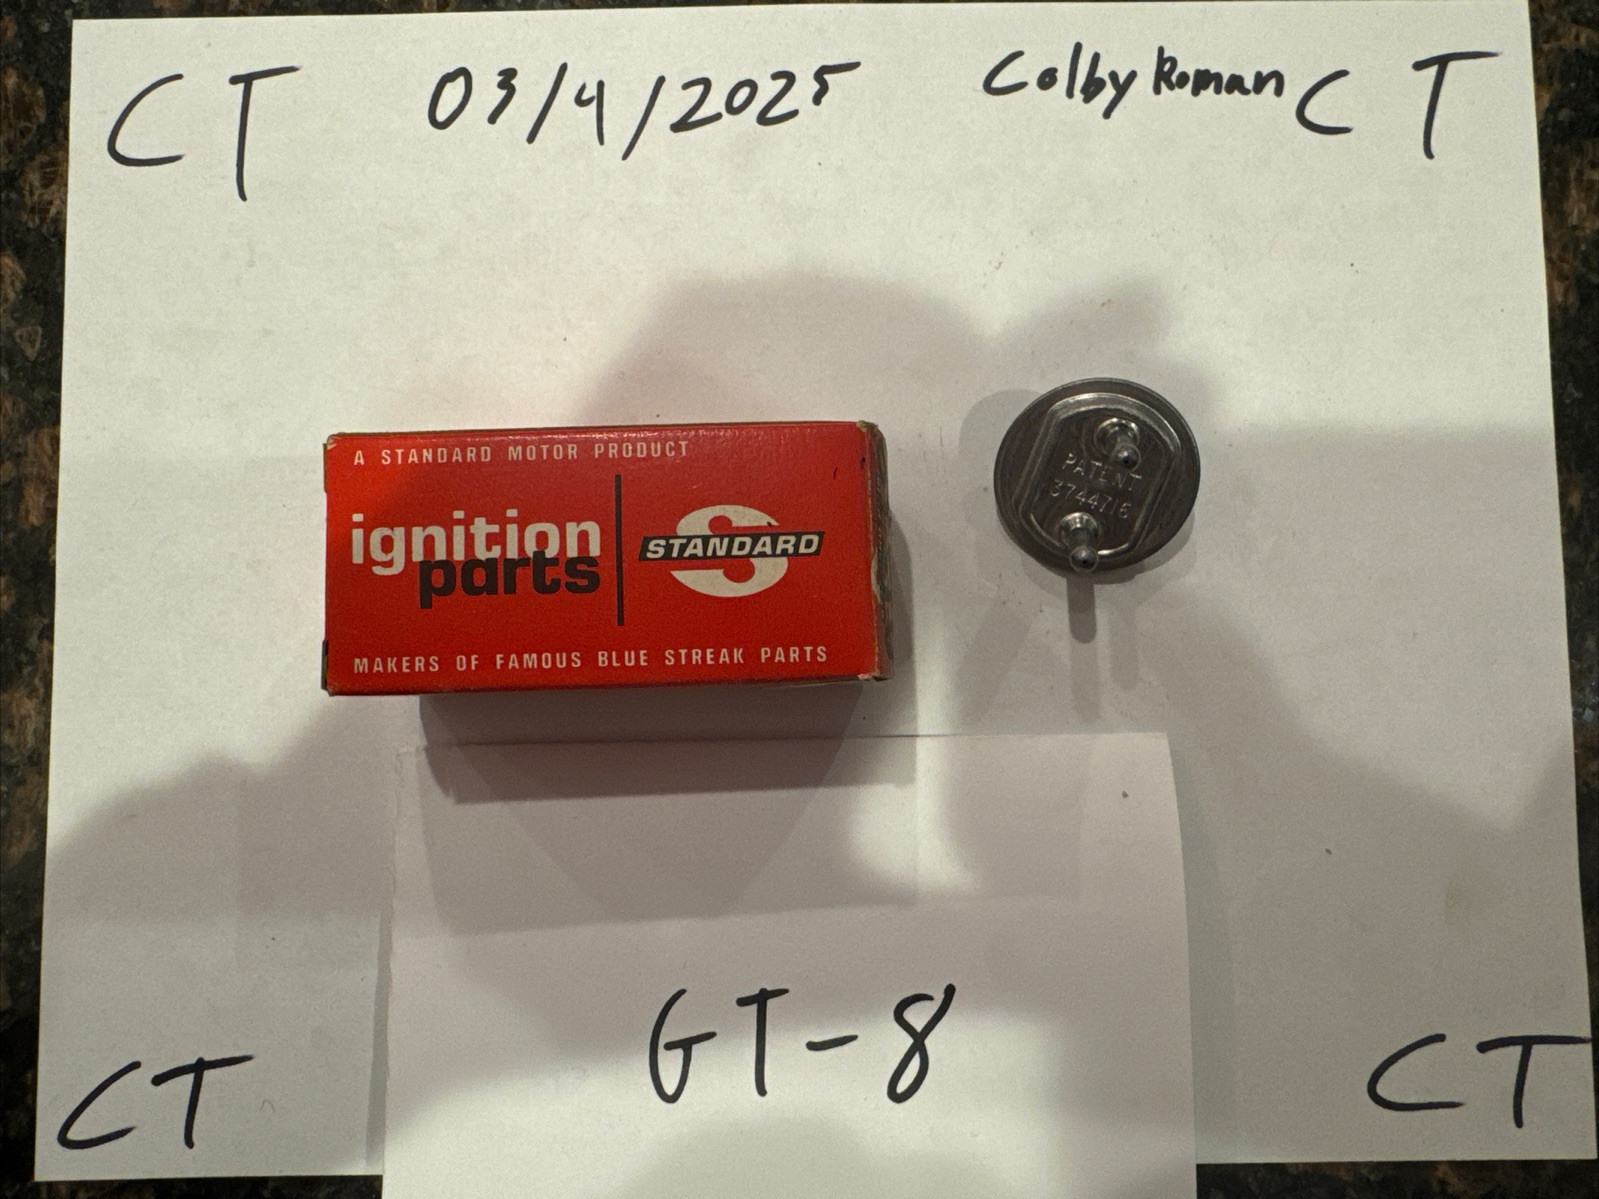 CT 03/4/2025 Colby Roman CT
A STANDARD MOTOR PRODUCT
ignition
parts
S
STANDARD
MAKERS OF FAMOUS BLUE STREAK PARTS
PATENT
3744716
GT-8
CT CT